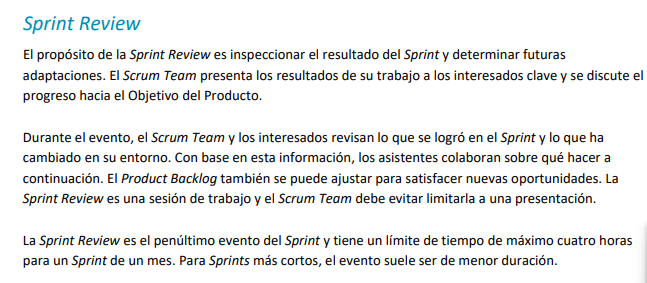 Sprint Review
El propósito de la Sprint Review es inspeccionar el resultado del Sprint y determinar futuras
adaptaciones. El Scrum Team presenta los resultados de su trabajo a los interesados clave y se discute el
progreso hacia el Objetivo del Producto.
Durante el evento, el Scrum Team y los interesados revisan lo que se logró en el Sprint y lo que ha
cambiado en su entorno. Con base en esta información, los asistentes colaboran sobre qué hacer a
continuación. El Product Backlog también se puede ajustar para satisfacer nuevas oportunidades. La
Sprint Review es una sesión de trabajo y el Scrum Team debe evitar limitarla a una presentación.
La Sprint Review es el penúltimo evento del Sprint y tiene un límite de tiempo de máximo cuatro horas
para un Sprint de un mes. Para Sprints más cortos, el evento suele ser de menor duración.